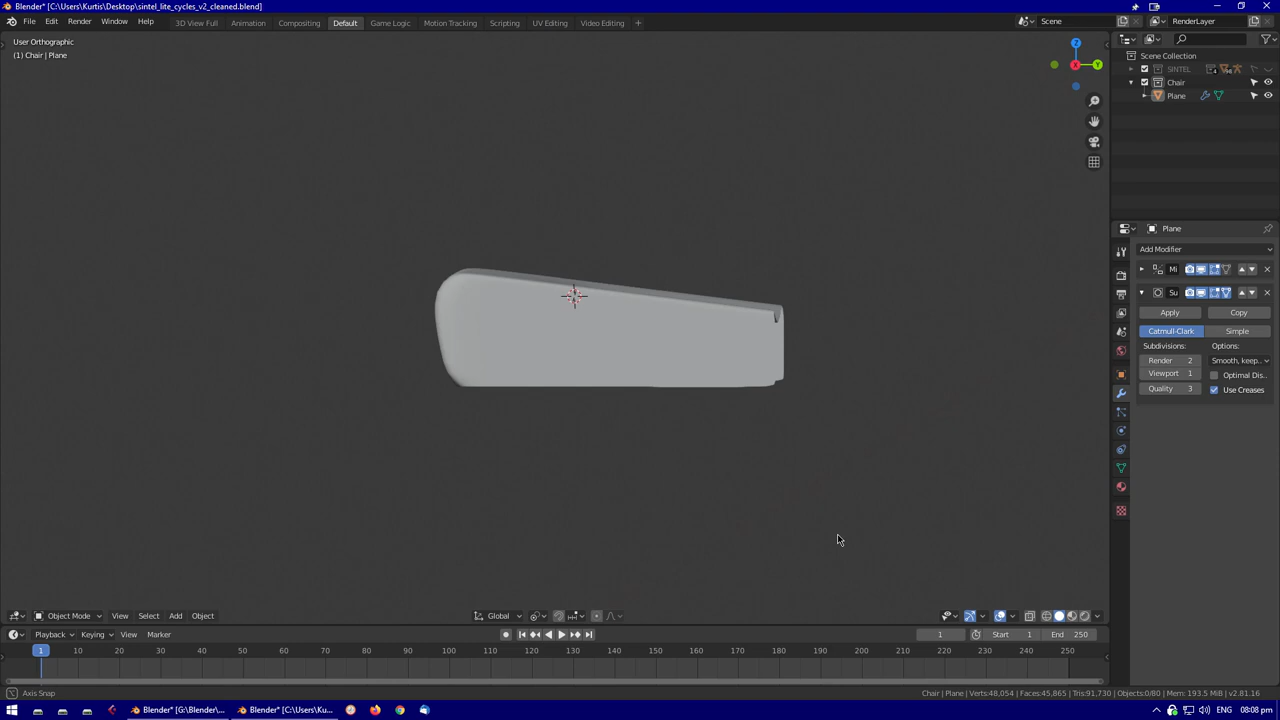 Blender* [C:\Users\Kurtis\Desktop\sintel_lite_cycles_v2_cleaned.blend]
File Edit Render Window Help 3D View Full Animation Compositing Default Game Logic Motion Tracking Scripting UV Editing Video Editing + Scene RenderLayer
User Orthographic
(1) Chair | Plane
Z
X Y
Scene Collection
SINTEL 4 98
Chair
Plane
Plane
Add Modifier
Mi
Su
Apply Copy
Catmull-Clark Simple
Subdivisions: Options:
Render 2 Smooth, keep..
Viewport 1 Optimal Dis..
Quality 3 Use Creases
Object Mode View Select Add Object Global
Playback Keying View Marker 1 Start 1 End 250
1 10 20 30 40 50 60 70 80 90 100 110 120 130 140 150 160 170 180 190 200 210 220 230 240 250
Axis Snap Chair | Plane | Verts:48,054 | Faces:45,865 | Tris:91,730 | Objects:0/80 | Mem: 193.5 MiB | v2.81.16
Blender* [G:\Blender\... Blender* [C:\Users\Ku... ENG 08:08 pm